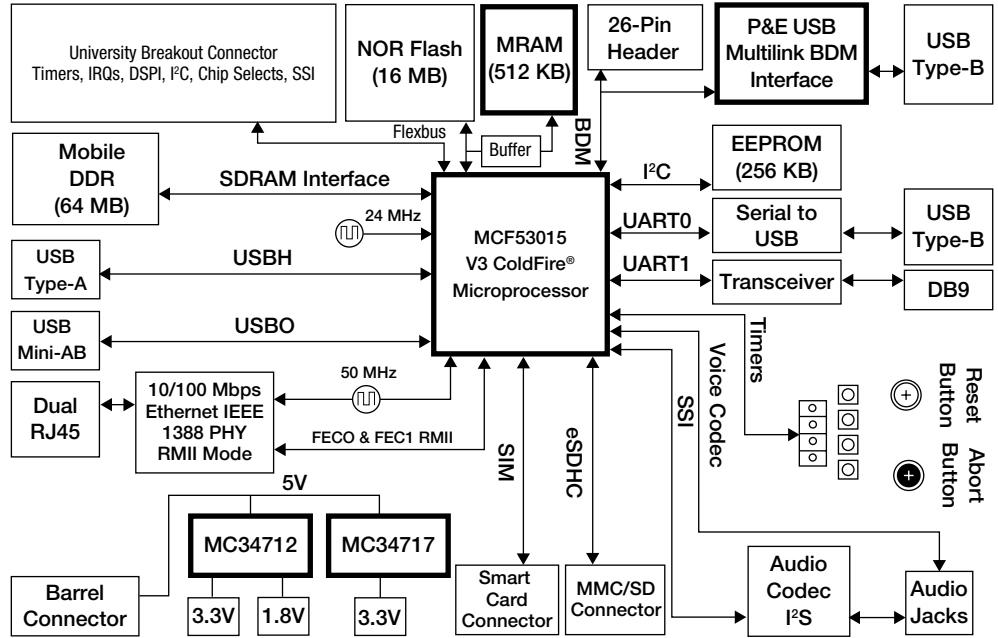 University Breakout Connector
Timers, IRQs, DSPI, I²C, Chip Selects, SSI
NOR Flash
(16 MB)
MRAM
(512 KB)
26-Pin
Header
P&E USB
Multilink BDM
Interface
USB
Type-B
Flexbus
Buffer
BDM
Mobile
DDR
(64 MB)
SDRAM Interface
I²C
EEPROM
(256 KB)
24 MHz
MCF53015
V3 ColdFire®
Microprocessor
UART0
Serial to
USB
USB
Type-B
USB
Type-A
USBH
UART1
Transceiver
DB9
USB
Mini-AB
USBO
Timers
Voice Codec
SSI
Reset
Button
Abort
Button
Dual
RJ45
10/100 Mbps
Ethernet IEEE
1388 PHY
RMII Mode
50 MHz
FECO & FEC1 RMII
SIM
eSDHC
5V
MC34712
MC34717
Barrel
Connector
3.3V
1.8V
3.3V
Smart
Card
Connector
MMC/SD
Connector
Audio
Codec
I²S
Audio
Jacks